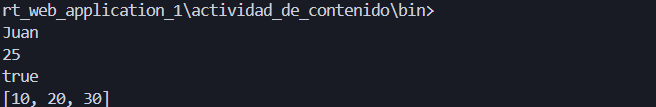 rt_web_application_1\actividad_de_contenido\bin>
Juan
25
true
[10, 20, 30]